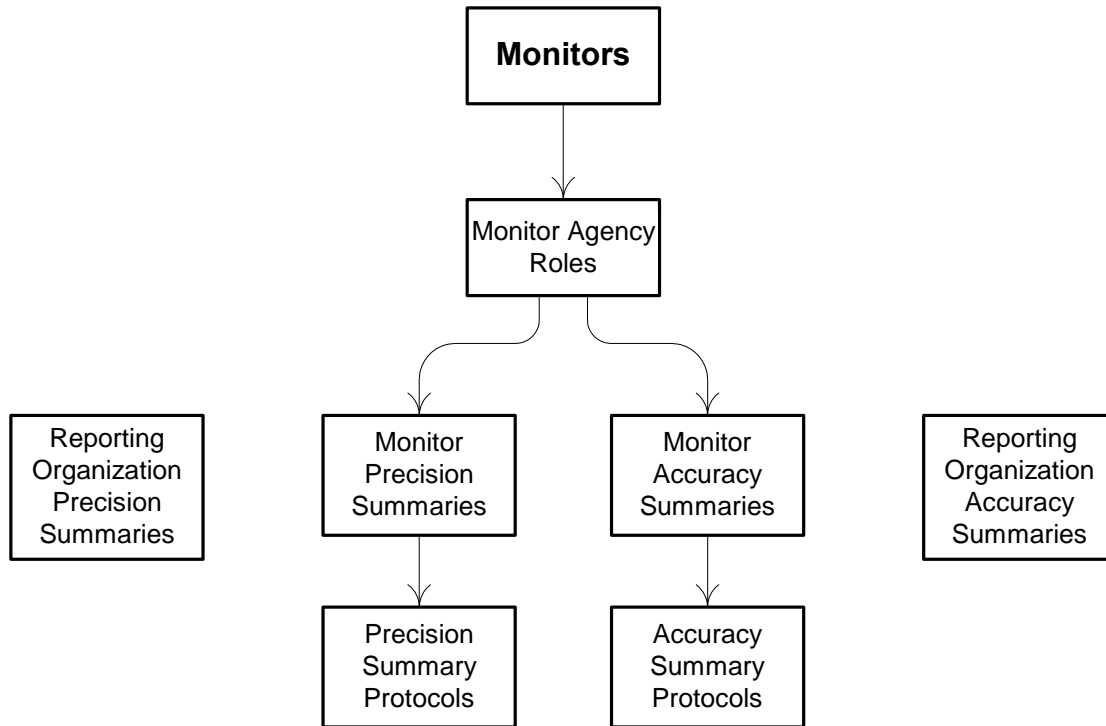 Monitors
Monitor Agency
Roles
Reporting
Organization
Precision
Summaries
Monitor
Precision
Summaries
Monitor
Accuracy
Summaries
Reporting
Organization
Accuracy
Summaries
Precision
Summary
Protocols
Accuracy
Summary
Protocols